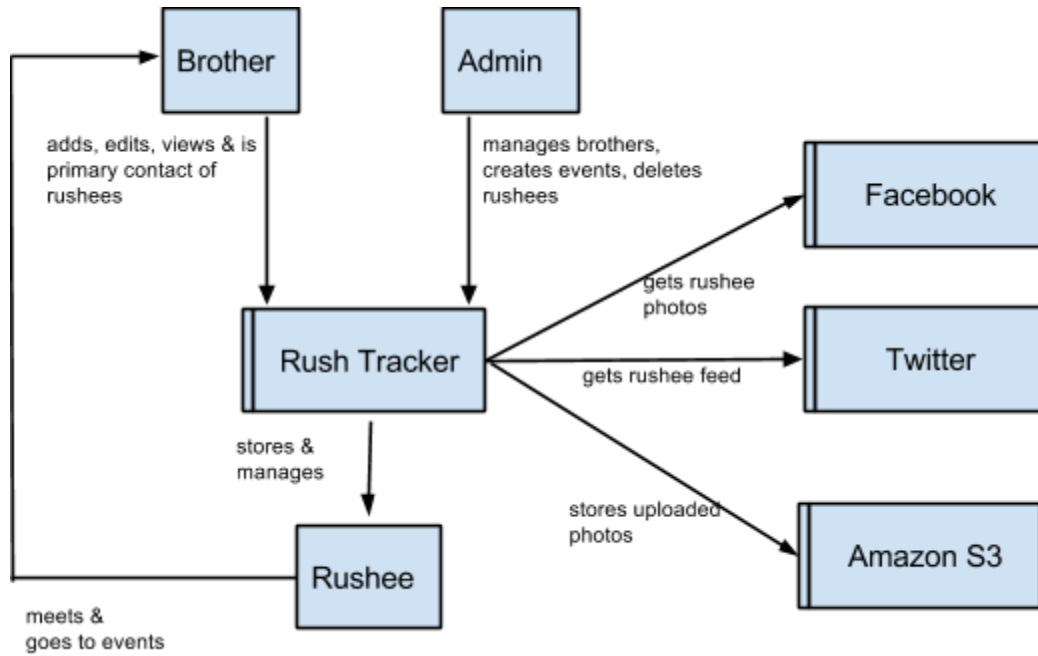 Brother
Admin
adds, edits, views & is
primary contact of
rushees
manages brothers,
creates events, deletes
rushees
Facebook
gets rushee
photos
Rush Tracker
Twitter
gets rushee feed
stores &
manages
stores uploaded
photos
Amazon S3
Rushee
meets &
goes to events